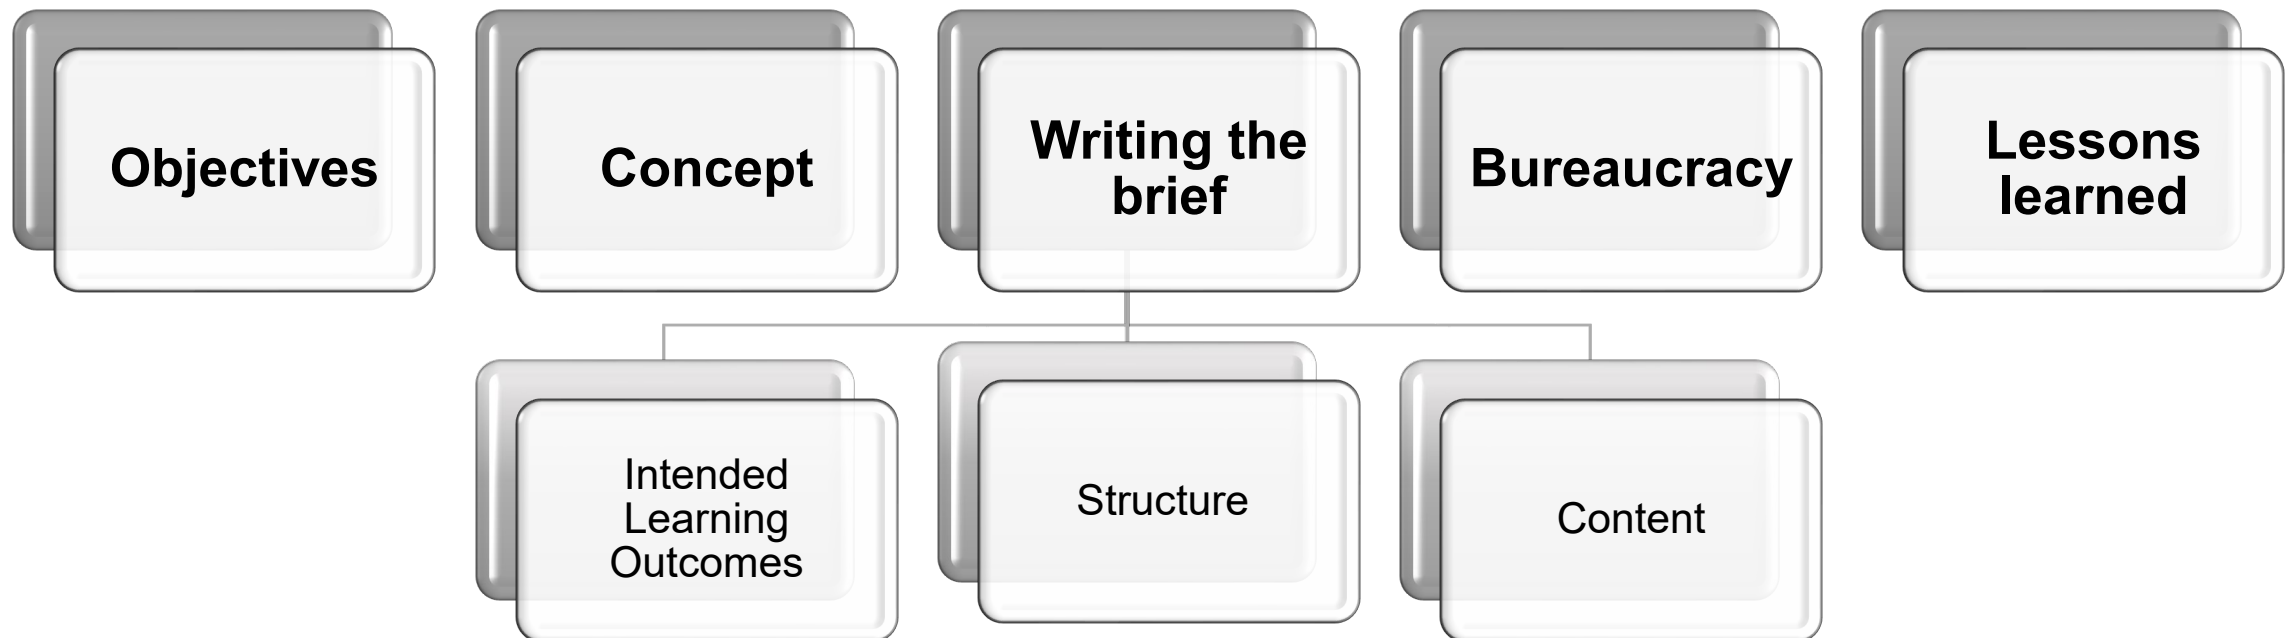 Objectives
Concept
Writing the
brief
Bureaucracy
Lessons
learned
Intended
Learning
Outcomes
Structure
Content